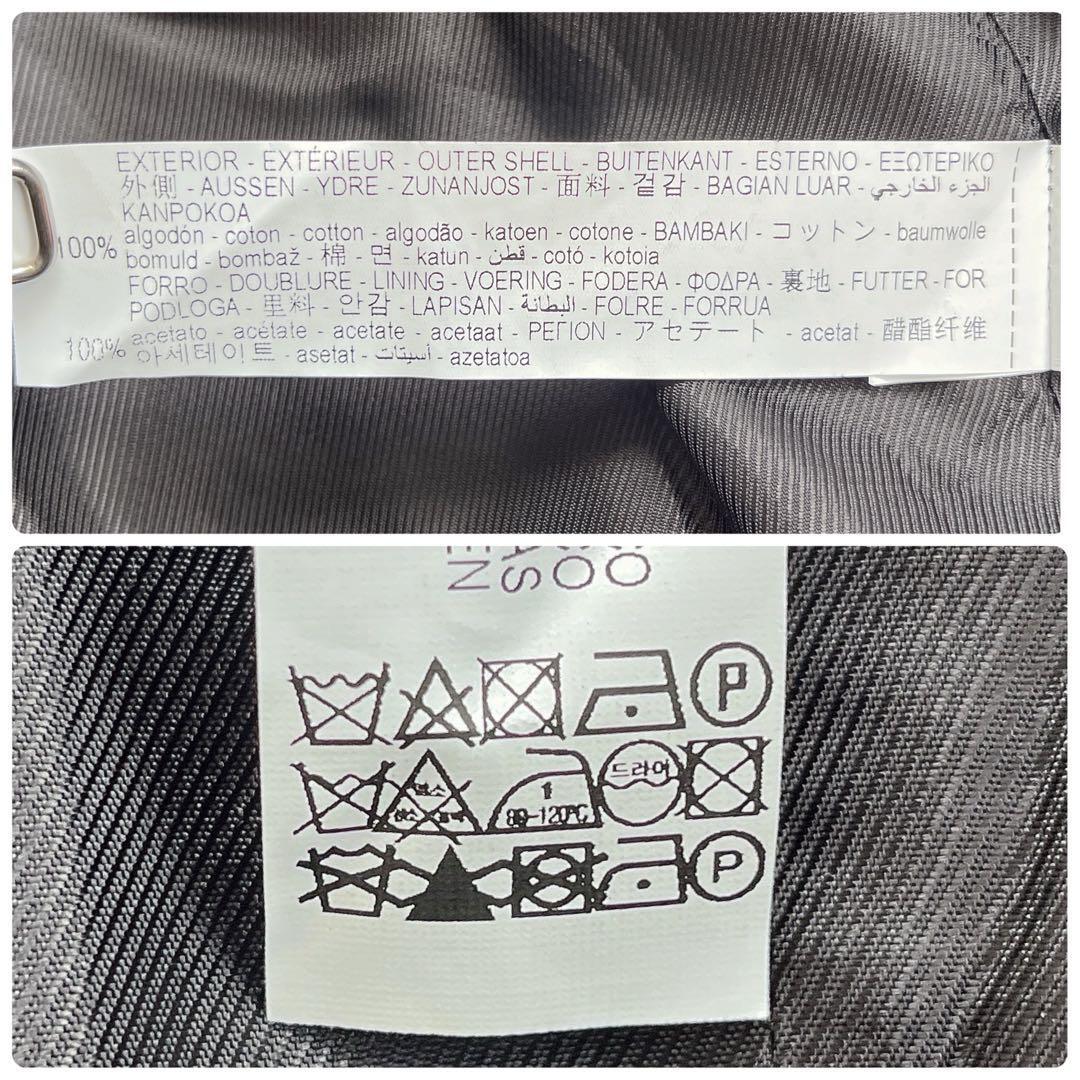 EXTERIOR - EXTÉRIEUR - OUTER SHELL - BUITENKANT - ESTERNO - ΕΞΩΤΕΡΙΚΟ
外側 - AUSSEN - YDRE - ZUNANJOST - 面料 - 겉감 - BAGIAN LUAR - الجزء الخارجي
KANPOKOA
100% algodón - coton - cotton - algodão - katoen - cotone - BAMBAKI - コットン - baumwolle
bomuld - bombaž - 棉 - 면 - katun - قطن - cotó - kotoia
FORRO - DOUBLURE - LINING - VOERING - FODERA - ΦΟΔΡΑ - 裏地 - FUTTER - FOR
PODLOGA - 里料 - 안감 - LAPISAN - البطانة - FOLRE - FORRUA
100% acetato - acétate - acetate - acetaat - ΡΕΓΙΟΝ - アセテート - acetat - 醋酯纤维
아세테이트 - asetat - أسيتات - azetatoa
P
드라이
80-120℃
P